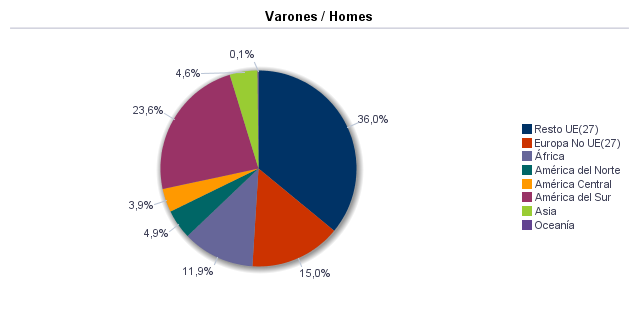 Varones / Homes
0,1%
4,6%
23,6%
36,0%
3,9%
4,9%
11,9%
15,0%
Resto UE(27)
Europa No UE(27)
África
América del Norte
América Central
América del Sur
Asia
Oceanía